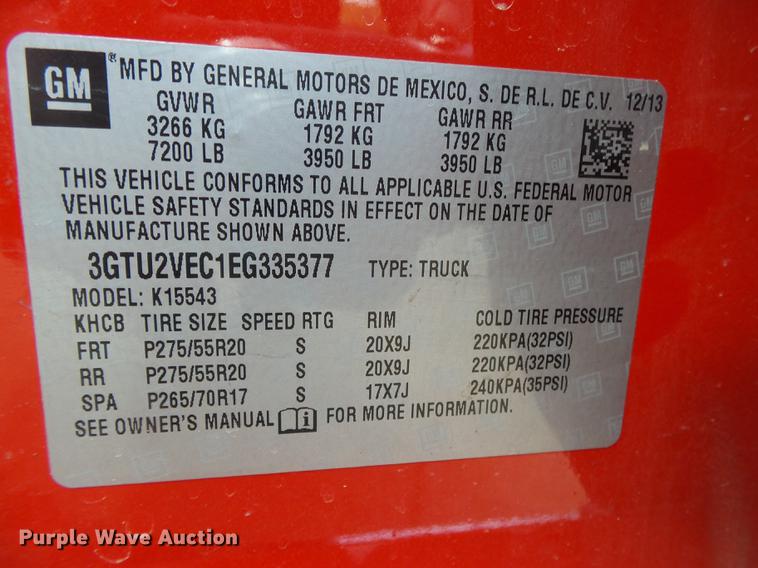 GM
® MFD BY GENERAL MOTORS DE MEXICO, S. DE R.L. DE C.V. 12/13
GVWR GAWR FRT GAWR RR
3266 KG 1792 KG 1792 KG
7200 LB 3950 LB 3950 LB
THIS VEHICLE CONFORMS TO ALL APPLICABLE U.S. FEDERAL MOTOR
VEHICLE SAFETY STANDARDS IN EFFECT ON THE DATE OF
MANUFACTURE SHOWN ABOVE.
3GTU2VEC1EG335377 TYPE: TRUCK
MODEL: K15543
KHCB TIRE SIZE SPEED RTG RIM COLD TIRE PRESSURE
FRT P275/55R20 S 20X9J 220KPA(32PSI)
RR P275/55R20 S 20X9J 220KPA(32PSI)
SPA P265/70R17 S 17X7J 240KPA(35PSI)
SEE OWNER'S MANUAL FOR MORE INFORMATION.
Purple Wave Auction